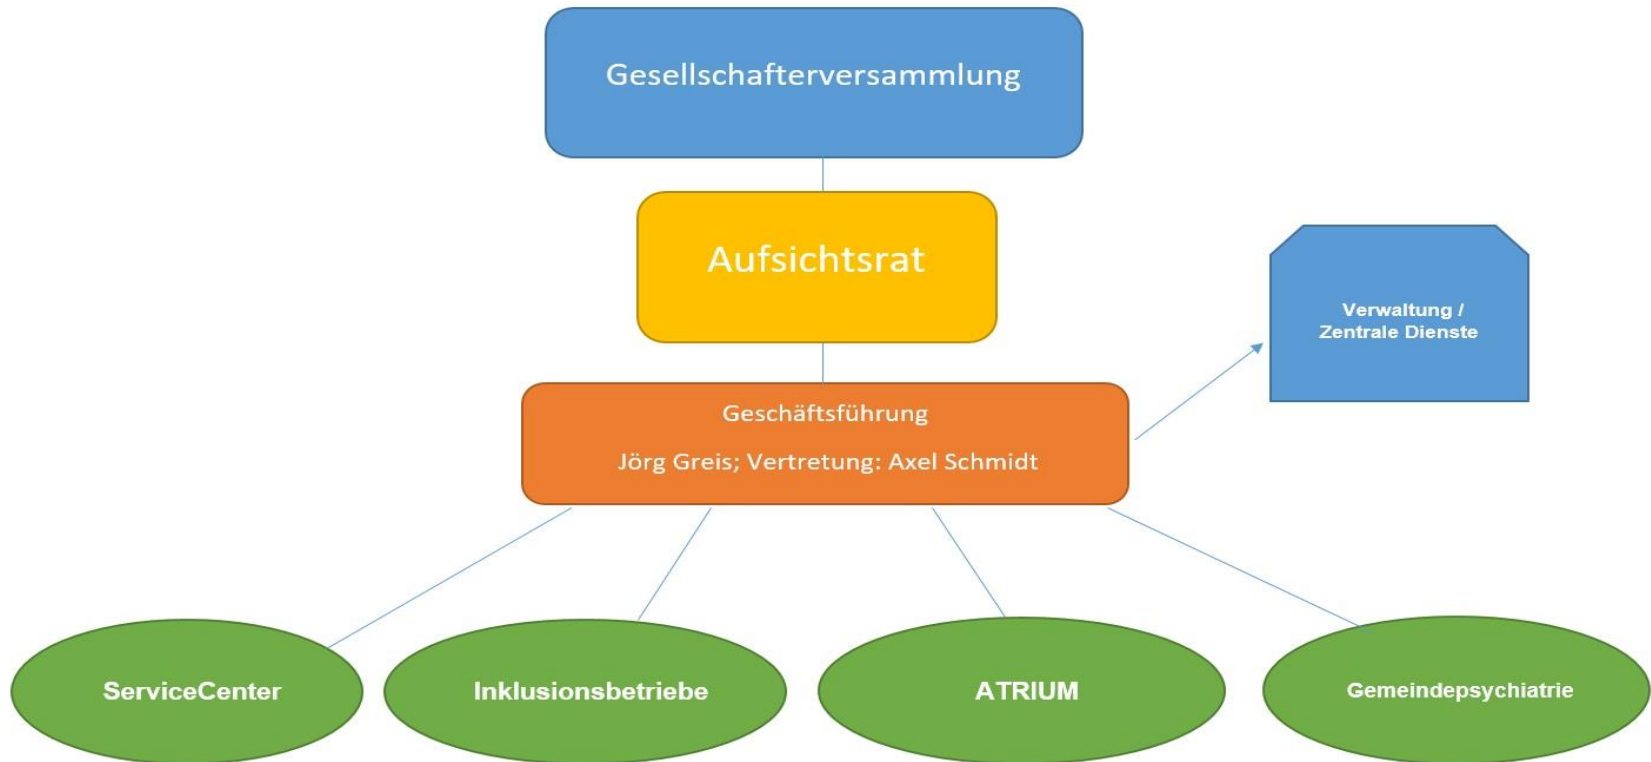 Gesellschafterversammlung
Aufsichtsrat
Verwaltung /
Zentrale Dienste
Geschäftsführung
Jörg Greis; Vertretung: Axel Schmidt
ServiceCenter
Inklusionsbetriebe
ATRIUM
Gemeindepsychiatrie